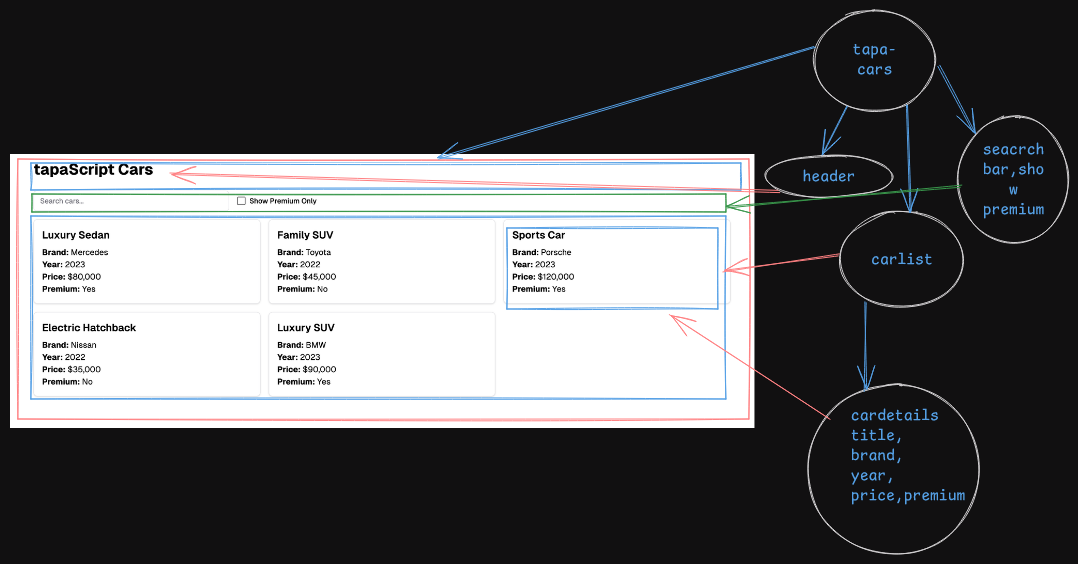 tapa-
cars
seacrch
bar,sho
w
premium
header
carlist
cardetails
title,
brand,
year,
price,premium
tapaScript Cars
Search cars...
Show Premium Only
Luxury Sedan
Brand: Mercedes
Year: 2023
Price: $80,000
Premium: Yes
Family SUV
Brand: Toyota
Year: 2022
Price: $45,000
Premium: No
Sports Car
Brand: Porsche
Year: 2023
Price: $120,000
Premium: Yes
Electric Hatchback
Brand: Nissan
Year: 2022
Price: $35,000
Premium: No
Luxury SUV
Brand: BMW
Year: 2023
Price: $90,000
Premium: Yes